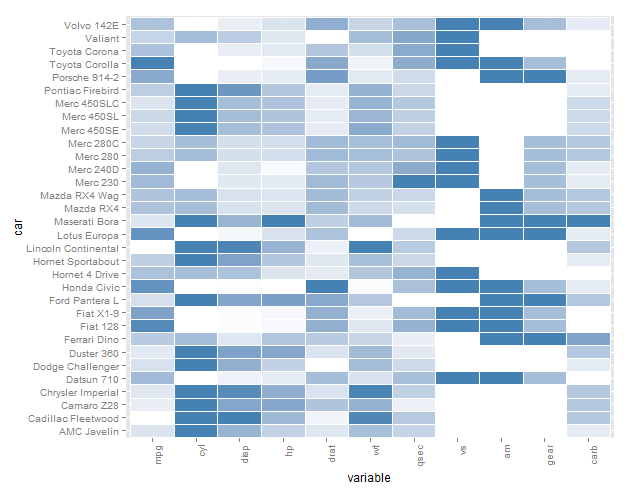 car
Volvo 142E
Valiant
Toyota Corona
Toyota Corolla
Porsche 914-2
Pontiac Firebird
Merc 450SLC
Merc 450SL
Merc 450SE
Merc 280C
Merc 280
Merc 240D
Merc 230
Mazda RX4 Wag
Mazda RX4
Maserati Bora
Lotus Europa
Lincoln Continental
Hornet Sportabout
Hornet 4 Drive
Honda Civic
Ford Pantera L
Fiat X1-9
Fiat 128
Ferrari Dino
Duster 360
Dodge Challenger
Datsun 710
Chrysler Imperial
Camaro Z28
Cadillac Fleetwood
AMC Javelin
mpg
cyl
disp
hp
drat
wt
qsec
vs
am
gear
carb
variable